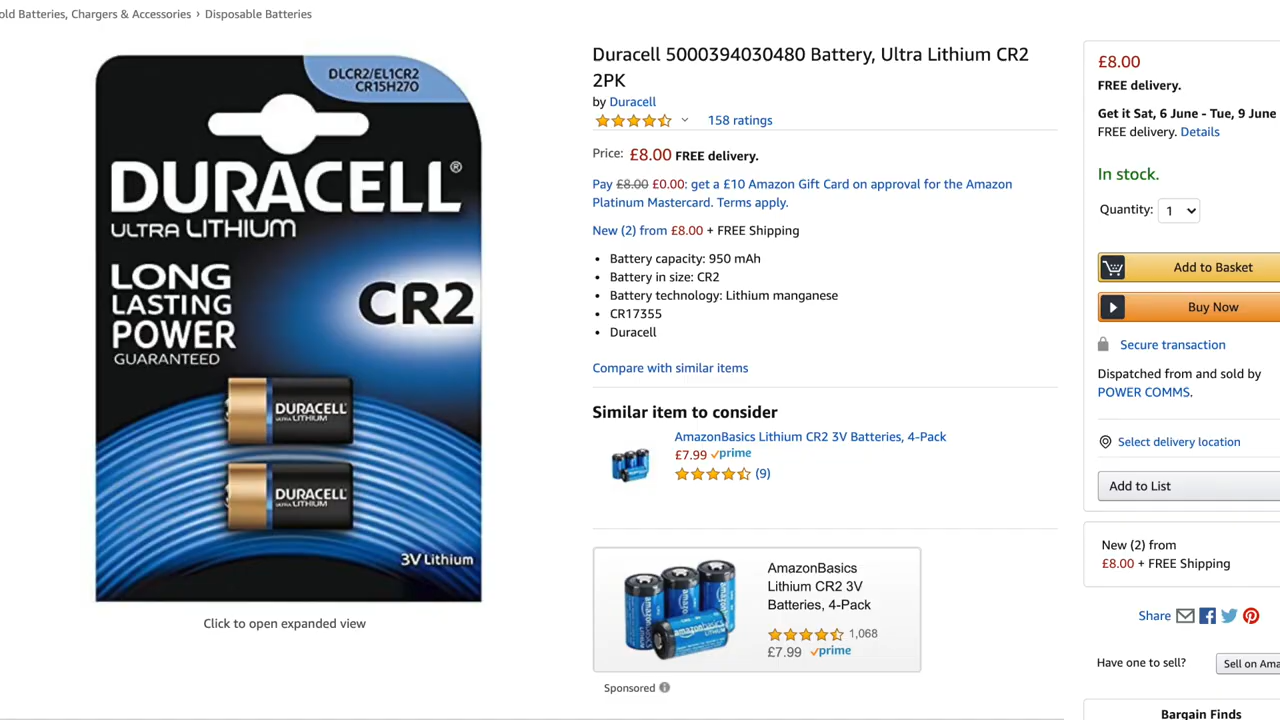 old Batteries, Chargers & Accessories › Disposable Batteries
DLCR2/EL1CR2
CR15H270
DURACELL®
ULTRA LITHIUM
LONG
LASTING
POWER
GUARANTEED
CR2
DURACELL
ULTRA LITHIUM
DURACELL
ULTRA LITHIUM
3V Lithium
Click to open expanded view
Duracell 5000394030480 Battery, Ultra Lithium CR2
2PK
by Duracell
158 ratings
Price: £8.00 FREE delivery.
Pay £8.00 £0.00: get a £10 Amazon Gift Card on approval for the Amazon
Platinum Mastercard. Terms apply.
New (2) from £8.00 + FREE Shipping
• Battery capacity: 950 mAh
• Battery in size: CR2
• Battery technology: Lithium manganese
• CR17355
• Duracell
Compare with similar items
Similar item to consider
AmazonBasics Lithium CR2 3V Batteries, 4-Pack
£7.99 prime
(9)
AmazonBasics
Lithium CR2 3V
Batteries, 4-Pack
1,068
£7.99 prime
Sponsored
£8.00
FREE delivery.
Get it Sat, 6 June - Tue, 9 June
FREE delivery. Details
In stock.
Quantity: 1
Add to Basket
Buy Now
Secure transaction
Dispatched from and sold by
POWER COMMS.
Select delivery location
Add to List
New (2) from
£8.00 + FREE Shipping
Share
Have one to sell?
Sell on Ama
Bargain Finds